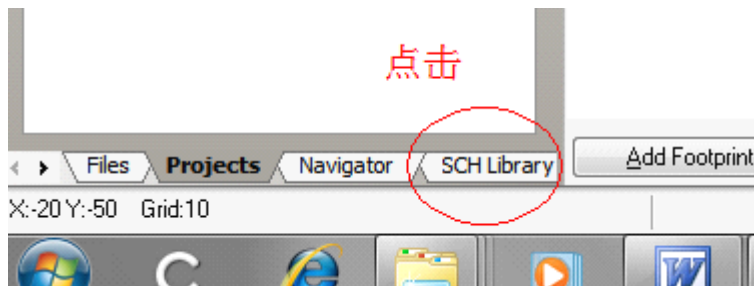 点击
Files Projects Navigator SCH Library Add Footprint
X:-20 Y:-50 Grid:10